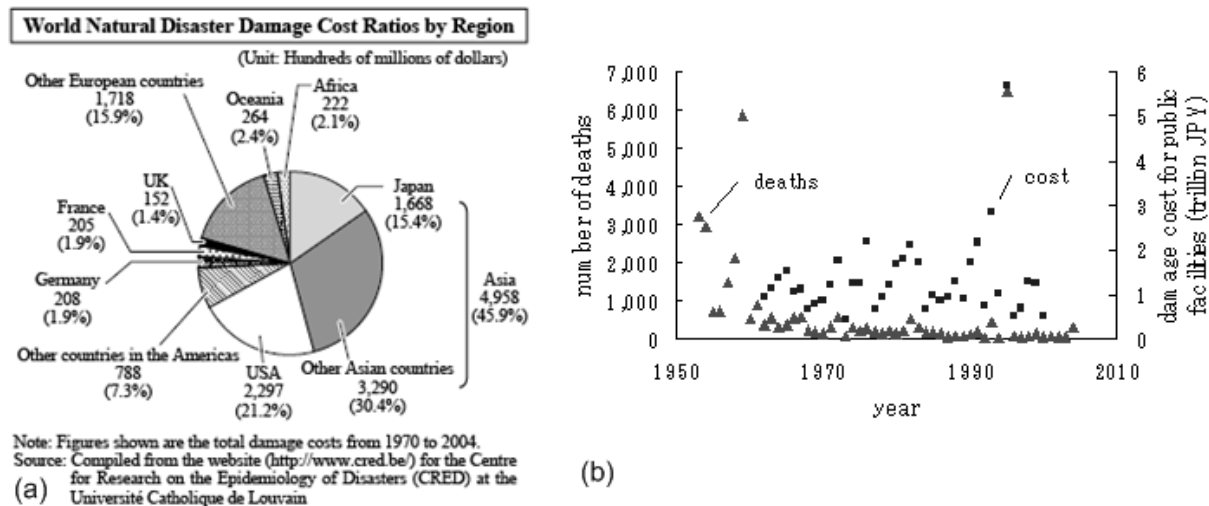 World Natural Disaster Damage Cost Ratios by Region
(Unit: Hundreds of millions of dollars)
Other European countries
1,718
(15.9%)
Oceania
264
(2.4%)
Africa
222
(2.1%)
UK
152
(1.4%)
France
205
(1.9%)
Germany
208
(1.9%)
Other countries in the Americas
788
(7.3%)
USA
2,297
(21.2%)
Other Asian countries
3,290
(30.4%)
Japan
1,668
(15.4%)
Asia
4,958
(45.9%)
Note: Figures shown are the total damage costs from 1970 to 2004.
Source: Compiled from the website (http://www.cred.be/) for the Centre
for Research on the Epidemiology of Disasters (CRED) at the
Université Catholique de Louvain
(a)
number of deaths
7,000
6,000
5,000
4,000
3,000
2,000
1,000
0
deaths
cost
6
5
4
3
2
1
0
damage cost for public
facilities (trillion JPY)
1950
1970
1990
2010
year
(b)